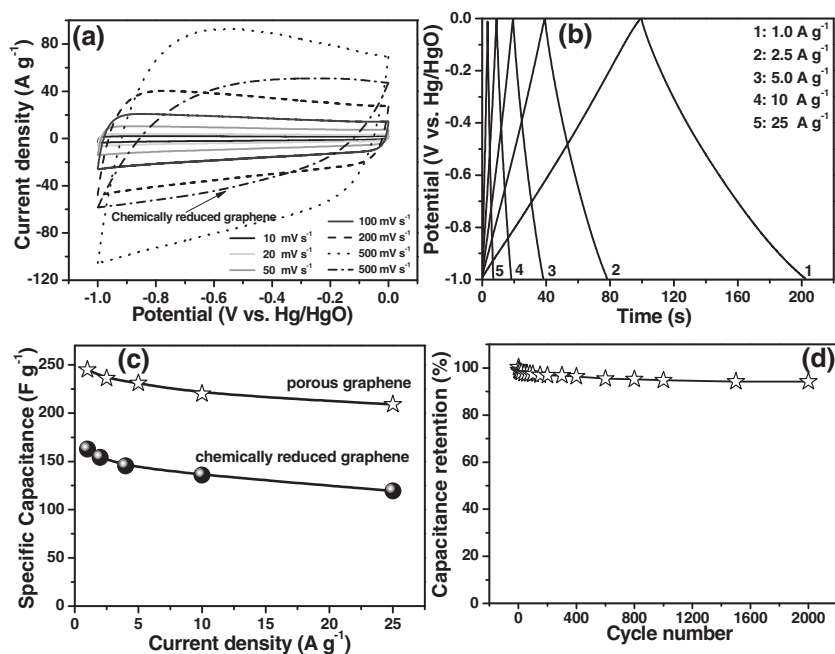 (a)
Current density (A g⁻¹)
80
40
0
-40
-80
-120
Chemically reduced graphene
10 mV s⁻¹
20 mV s⁻¹
50 mV s⁻¹
100 mV s⁻¹
200 mV s⁻¹
500 mV s⁻¹
500 mV s⁻¹
-1.0 -0.8 -0.6 -0.4 -0.2 0.0
Potential (V vs. Hg/HgO)
(b)
Potential (V vs. Hg/HgO)
0.0
-0.2
-0.4
-0.6
-0.8
-1.0
1: 1.0 A g⁻¹
2: 2.5 A g⁻¹
3: 5.0 A g⁻¹
4: 10 A g⁻¹
5: 25 A g⁻¹
5 4 3 2 1
0 40 80 120 160 200
Time (s)
(c)
Specific Capacitance (F g⁻¹)
250
200
150
100
50
0
porous graphene
chemically reduced graphene
0 5 10 15 20 25
Current density (A g⁻¹)
(d)
Capacitance retention (%)
100
80
60
40
20
0
0 400 800 1200 1600 2000
Cycle number